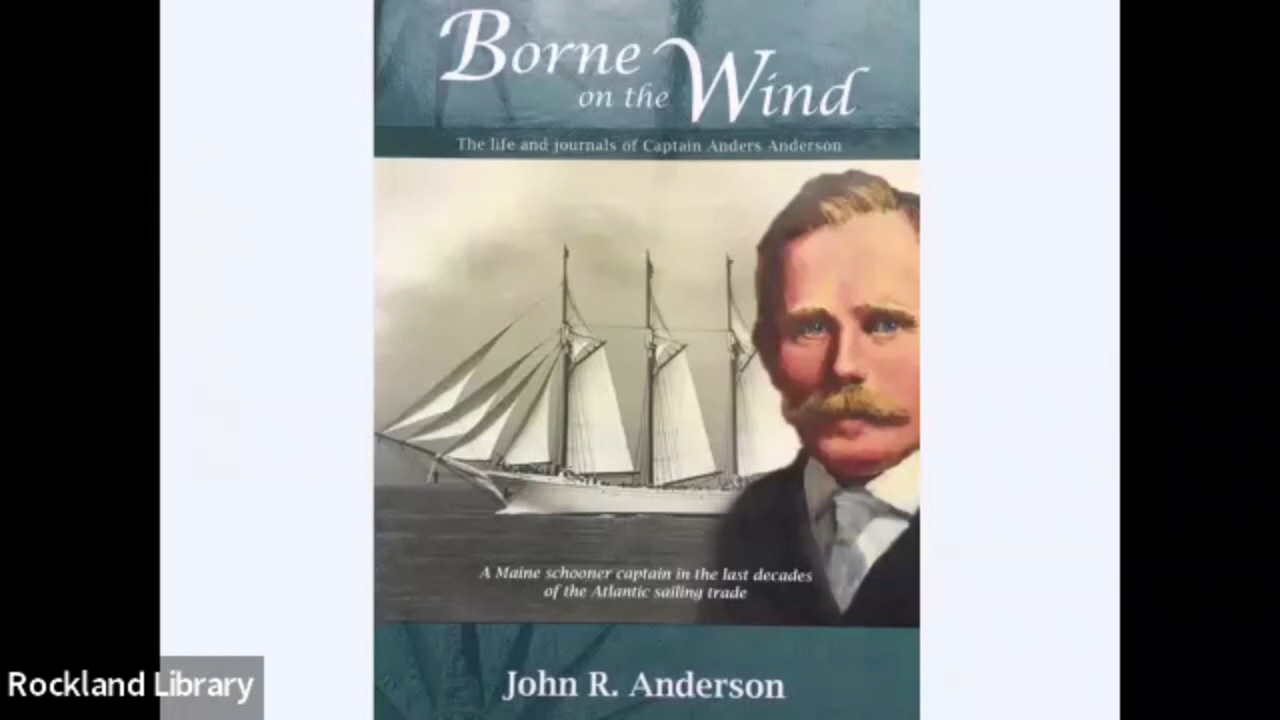 Borne
on the Wind
The life and journals of Captain Anders Anderson
A Maine schooner captain in the last decades
of the Atlantic sailing trade
John R. Anderson
Rockland Library